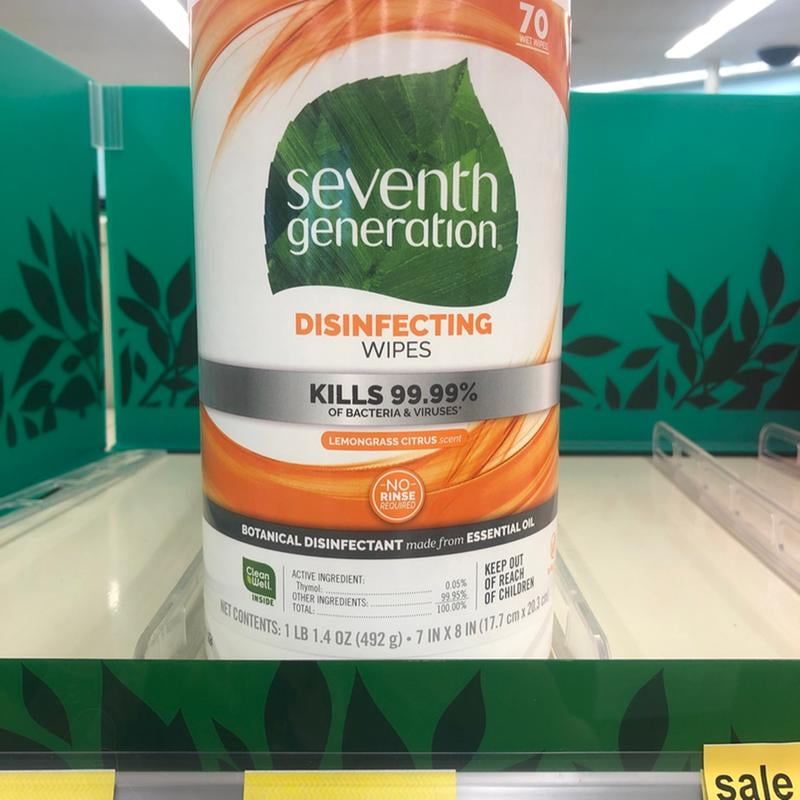 70
WET WIPES
seventh
generation®
DISINFECTING
WIPES
KILLS 99.99%
OF BACTERIA & VIRUSES*
LEMONGRASS CITRUS scent
-NO-
RINSE
REQUIRED
BOTANICAL DISINFECTANT made from ESSENTIAL OIL
Clean
Well.
INSIDE
ACTIVE INGREDIENT:
Thymol: 0.05%
OTHER INGREDIENTS: 99.95%
TOTAL: 100.00%
KEEP OUT
OF REACH
OF CHILDREN
NET CONTENTS: 1 LB 1.4 OZ (492 g) • 7 IN X 8 IN (17.7 cm x 20.3 cm)
sale